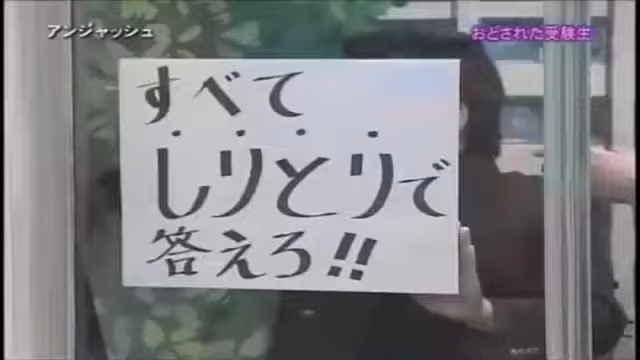 アンジャッシュ
おどされた受験生
すべて
しりとりで
答えろ!!